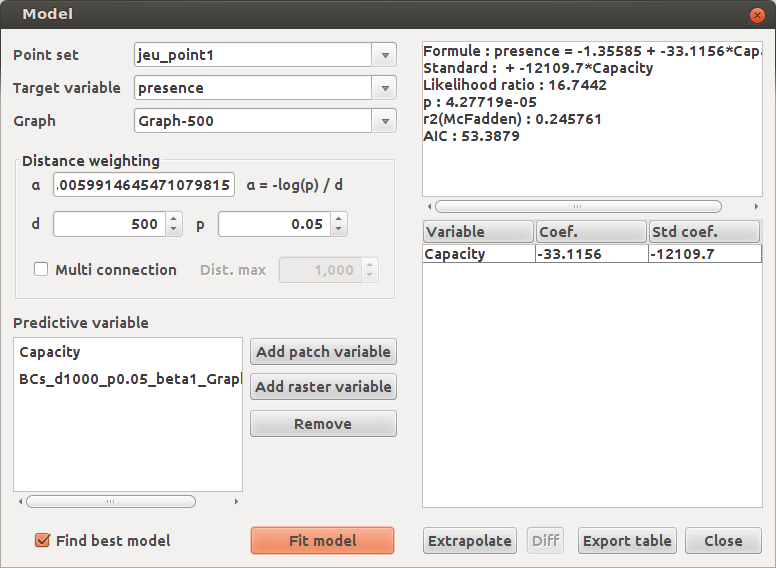 Model
Point set
jeu_point1
Target variable
presence
Graph
Graph-500
Distance weighting
α
.0059914645471079815
α = -log(p) / d
d
500
p
0.05
Multi connection
Dist. max
1,000
Predictive variable
Capacity
BCs_d1000_p0.05_beta1_Graph
Add patch variable
Add raster variable
Remove
Find best model
Fit model
Formule : presence = -1.35585 + -33.1156*Capa
Standard : + -12109.7*Capacity
Likelihood ratio : 16.7442
p : 4.27719e-05
r2(McFadden) : 0.245761
AIC : 53.3879
Variable Coef. Std coef.
Capacity -33.1156 -12109.7
Extrapolate
Diff
Export table
Close